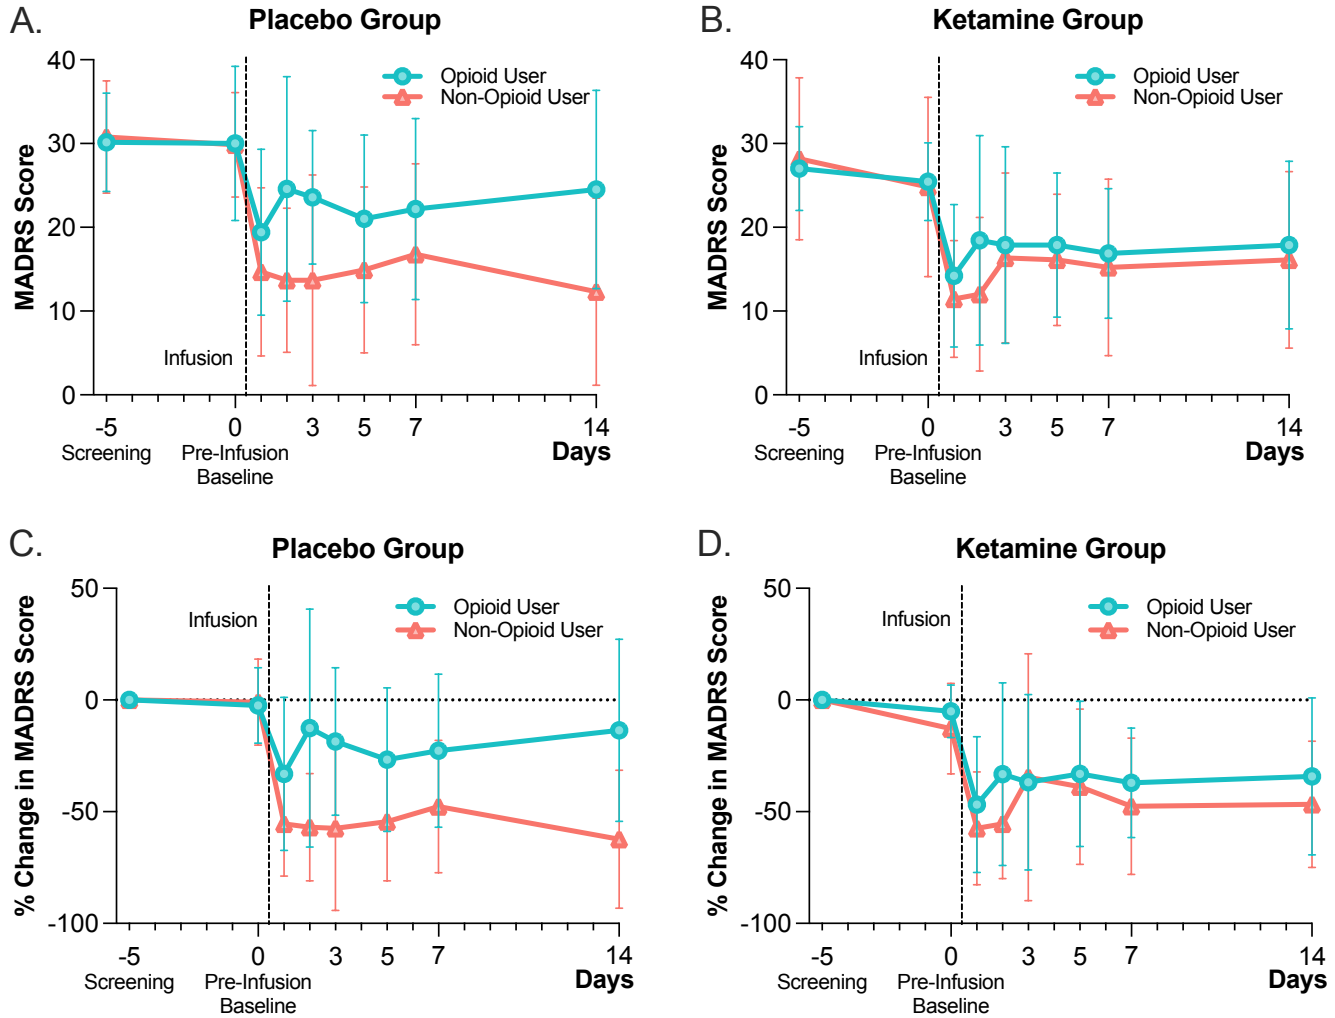 A.
Placebo Group
40
30
20
10
0
MADRS Score
Opioid User
Non-Opioid User
Infusion
-5 0 3 5 7 14
Screening Pre-Infusion Baseline
Days
B.
Ketamine Group
40
30
20
10
0
MADRS Score
Opioid User
Non-Opioid User
Infusion
-5 0 3 5 7 14
Screening Pre-Infusion Baseline
Days
C.
Placebo Group
50
0
-50
-100
% Change in MADRS Score
Infusion
Opioid User
Non-Opioid User
-5 0 3 5 7 14
Screening Pre-Infusion Baseline
Days
D.
Ketamine Group
50
0
-50
-100
% Change in MADRS Score
Infusion
Opioid User
Non-Opioid User
-5 0 3 5 7 14
Screening Pre-Infusion Baseline
Days